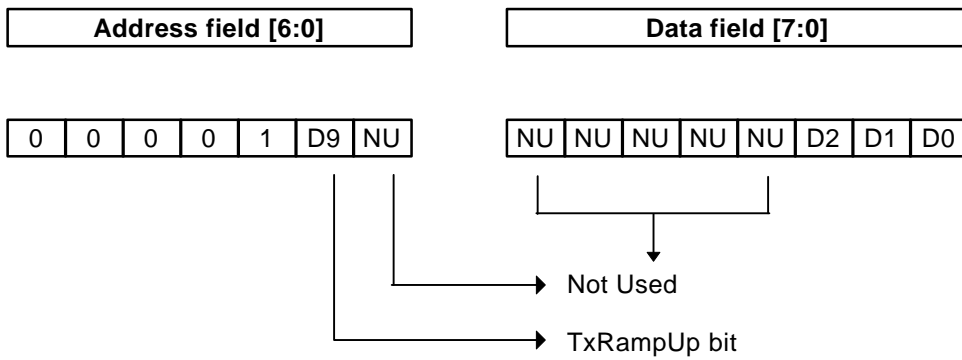 Address field [6:0] Data field [7:0]
0 0 0 0 1 D9 NU NU NU NU NU NU D2 D1 D0
Not Used
TxRampUp bit